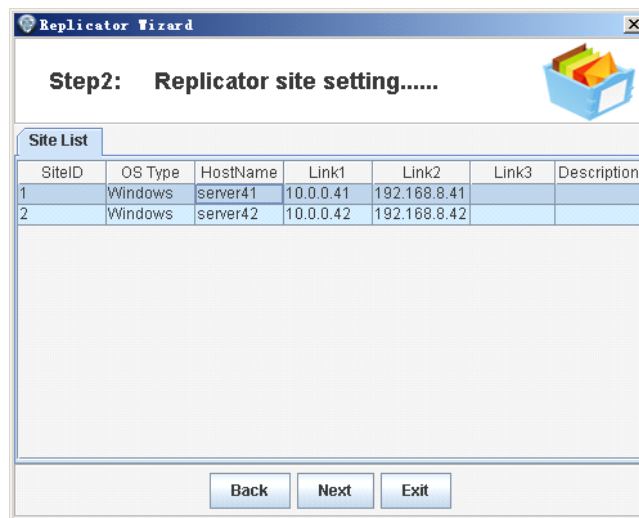 Replicator Wizard
Step2: Replicator site setting......
Site List
SiteID OS Type HostName Link1 Link2 Link3 Description
1 Windows server41 10.0.0.41 192.168.8.41
2 Windows server42 10.0.0.42 192.168.8.42
Back Next Exit